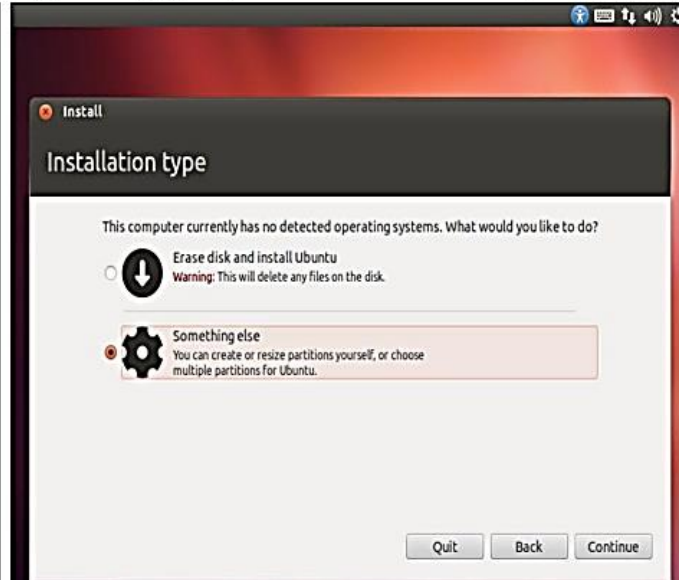 Install
Installation type
This computer currently has no detected operating systems. What would you like to do?
Erase disk and install Ubuntu
Warning: This will delete any files on the disk.
Something else
You can create or resize partitions yourself, or choose
multiple partitions for Ubuntu.
Quit Back Continue